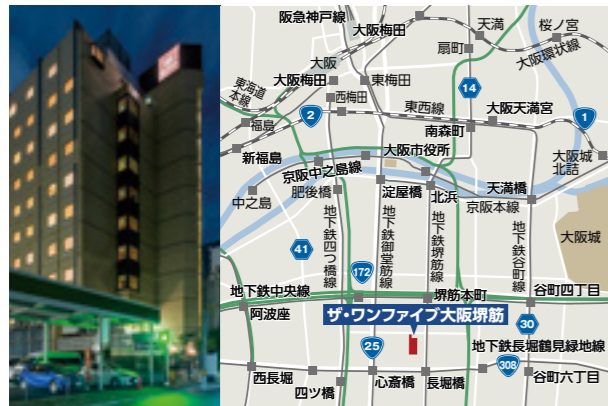 阪急神戸線
大阪梅田
天満
桜ノ宮
扇町
大阪環状線
大阪
大阪梅田
東梅田
西梅田
東海道
本線
14
福島
2
東西線
大阪天満宮
1
南森町
新福島
大阪市役所
大阪城
北詰
京阪中之島線
中之島
肥後橋
淀屋橋
北浜
天満橋
京阪本線
地下鉄四つ橋線
地下鉄御堂筋線
地下鉄堺筋線
地下鉄谷町線
大阪城
41
172
地下鉄中央線
阿波座
堺筋本町
谷町四丁目
ザ・ワンファイブ大阪堺筋
30
25
地下鉄長堀鶴見緑地線
308
西長堀
四ツ橋
心斎橋
長堀橋
谷町六丁目